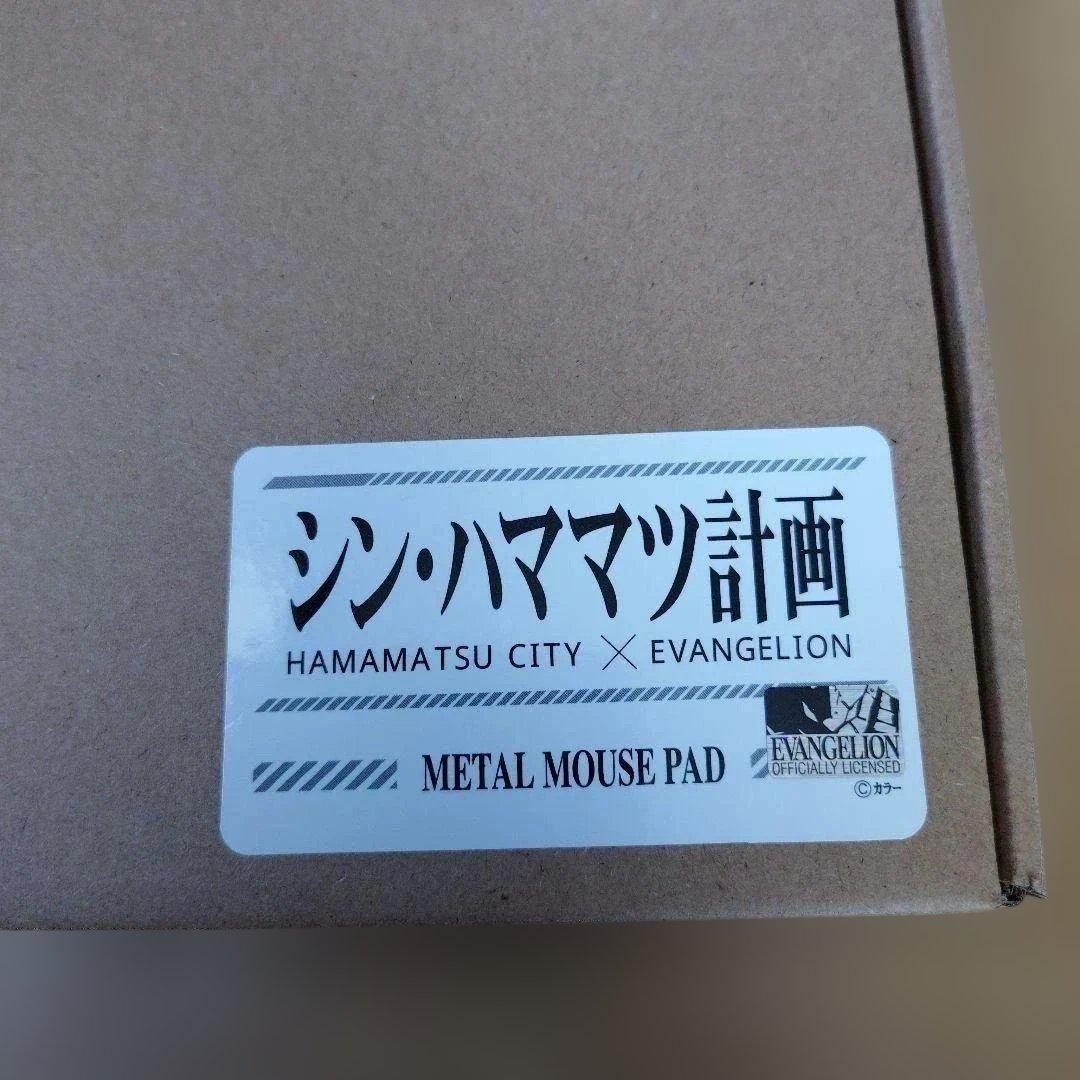 シン・ハママツ計画
HAMAMATSU CITY × EVANGELION
METAL MOUSE PAD
EVANGELION
OFFICIALLY LICENSED
©カラー